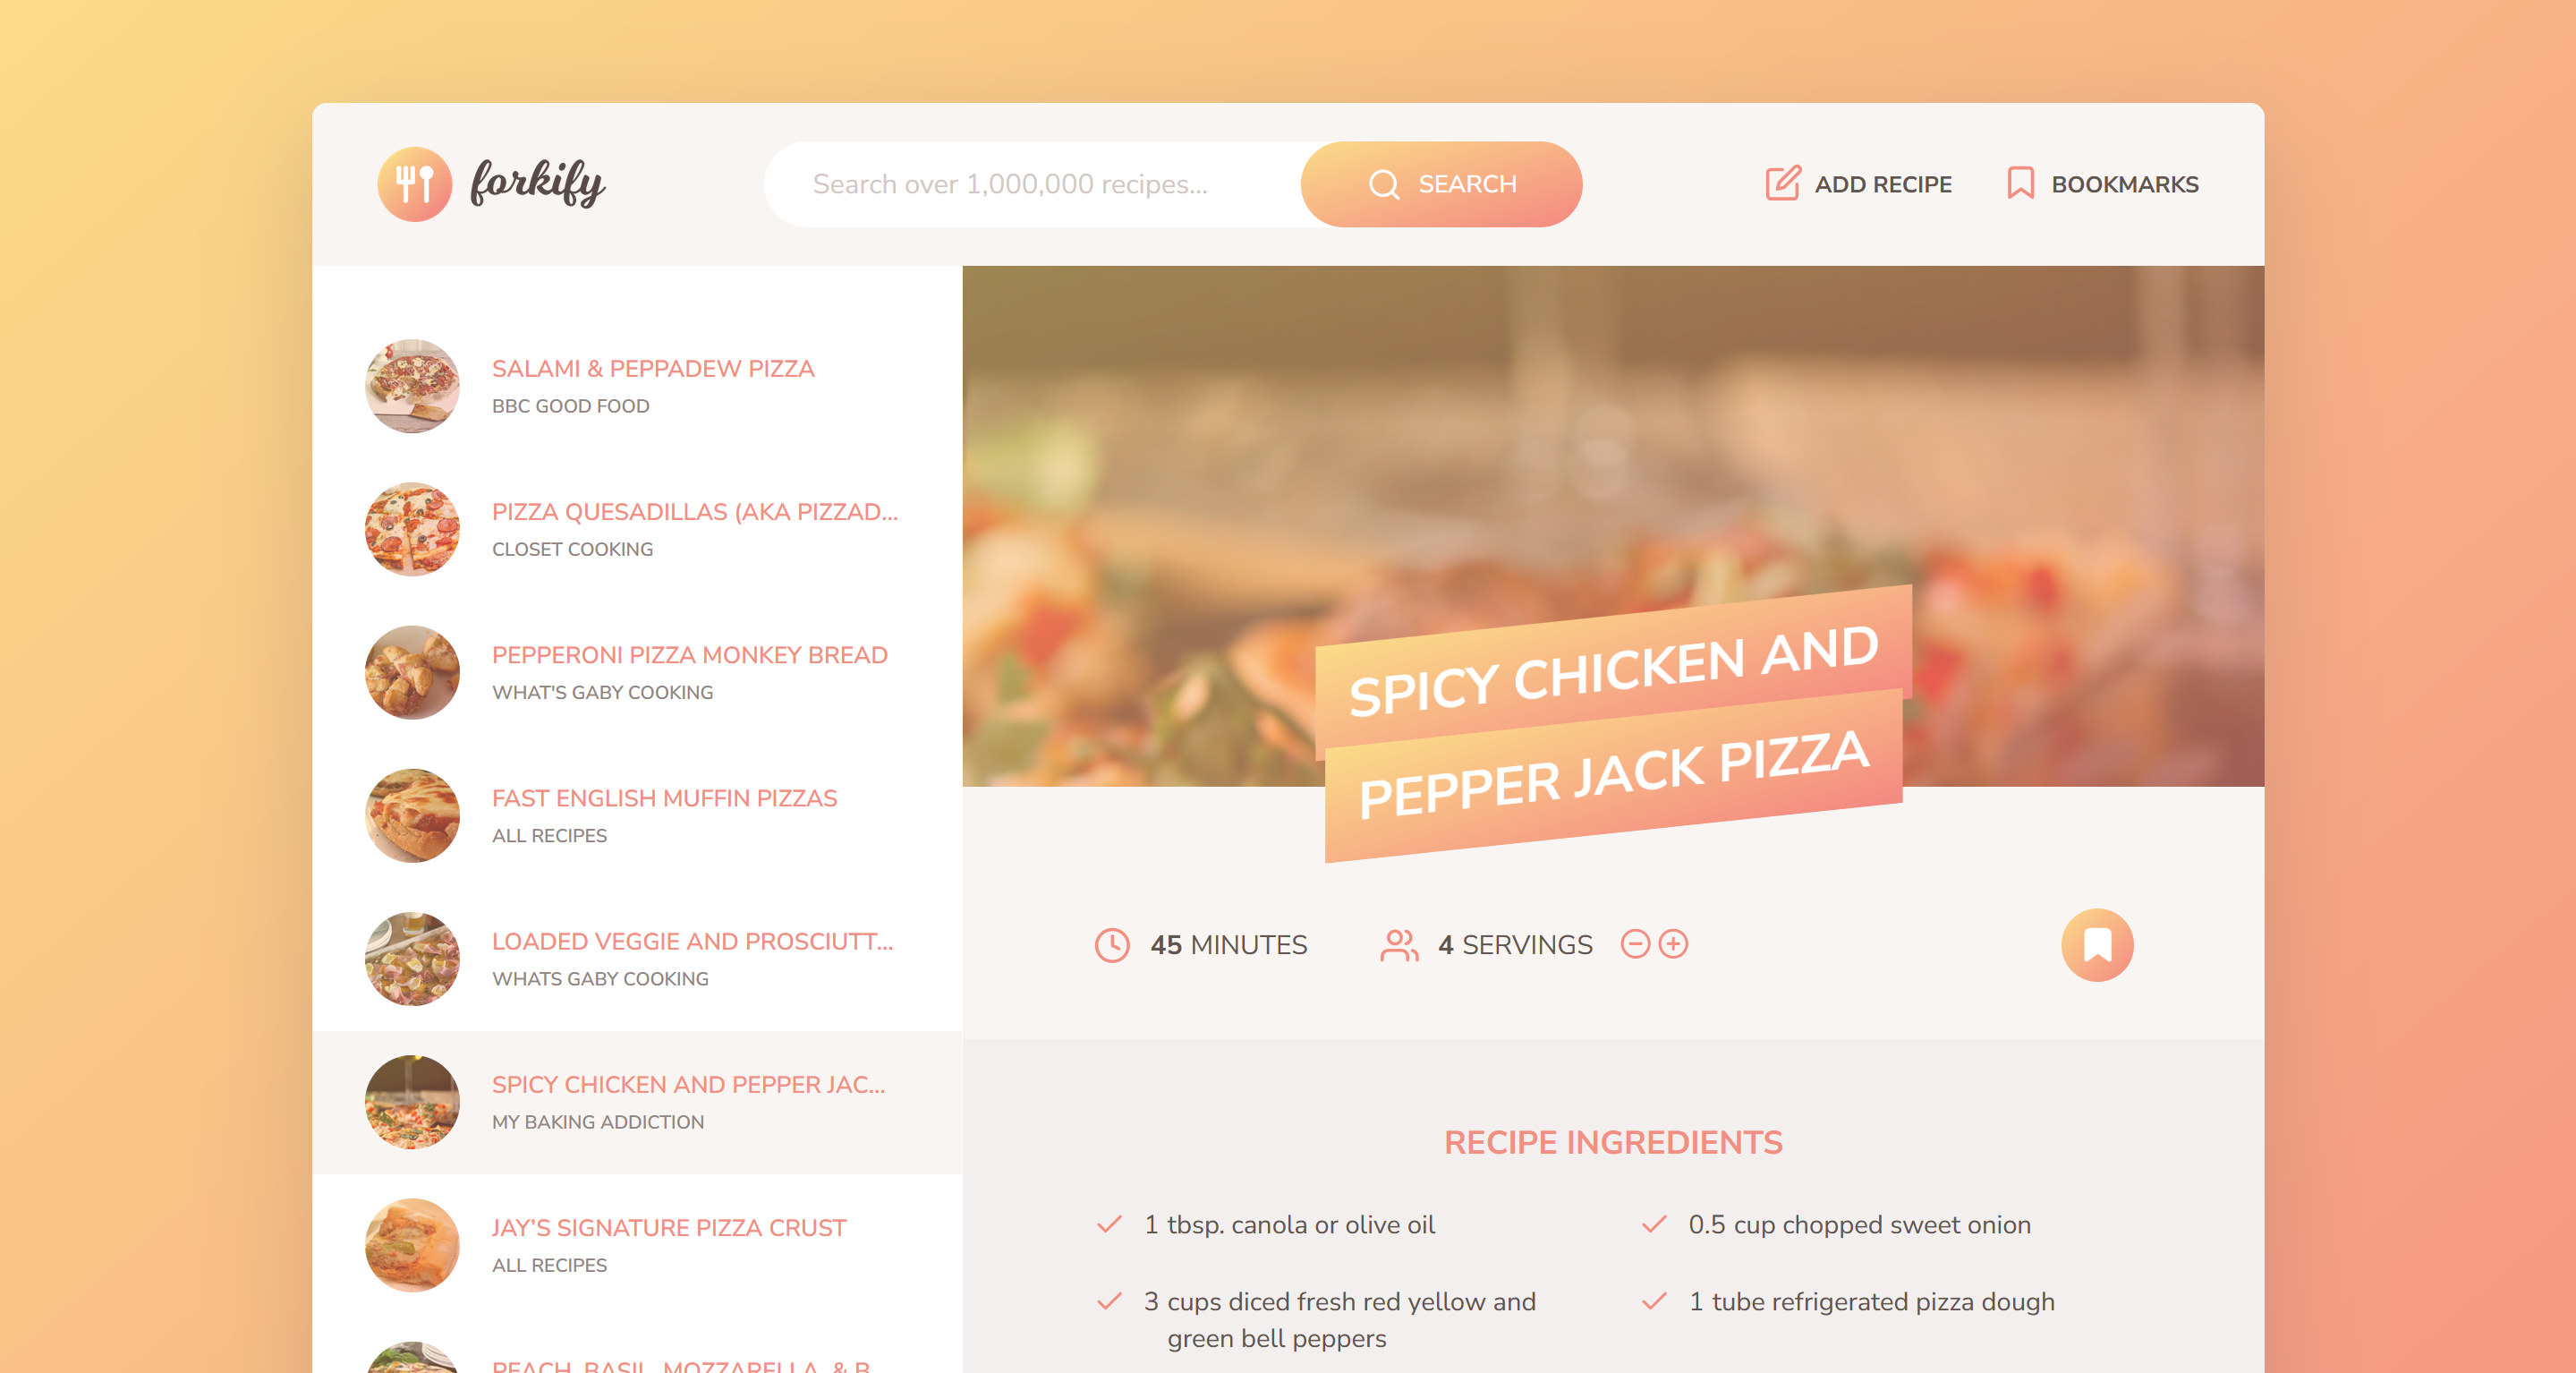 forkify
Search over 1,000,000 recipes...
SEARCH
ADD RECIPE
BOOKMARKS
SALAMI & PEPPADEW PIZZA
BBC GOOD FOOD
PIZZA QUESADILLAS (AKA PIZZAD...
CLOSET COOKING
PEPPERONI PIZZA MONKEY BREAD
WHAT'S GABY COOKING
FAST ENGLISH MUFFIN PIZZAS
ALL RECIPES
LOADED VEGGIE AND PROSCIUTT...
WHATS GABY COOKING
SPICY CHICKEN AND PEPPER JAC...
MY BAKING ADDICTION
JAY’S SIGNATURE PIZZA CRUST
ALL RECIPES
PEACH, BASIL, MOZZARELLA, & B
SPICY CHICKEN AND
PEPPER JACK PIZZA
45 MINUTES
4 SERVINGS
RECIPE INGREDIENTS
1 tbsp. canola or olive oil
0.5 cup chopped sweet onion
3 cups diced fresh red yellow and
green bell peppers
1 tube refrigerated pizza dough